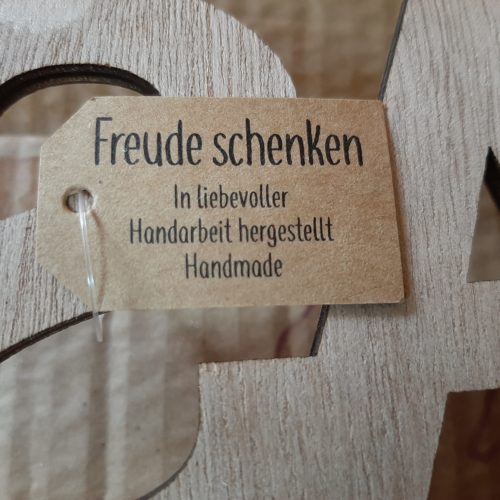 Freude schenken
In liebevoller
Handarbeit hergestellt
Handmade